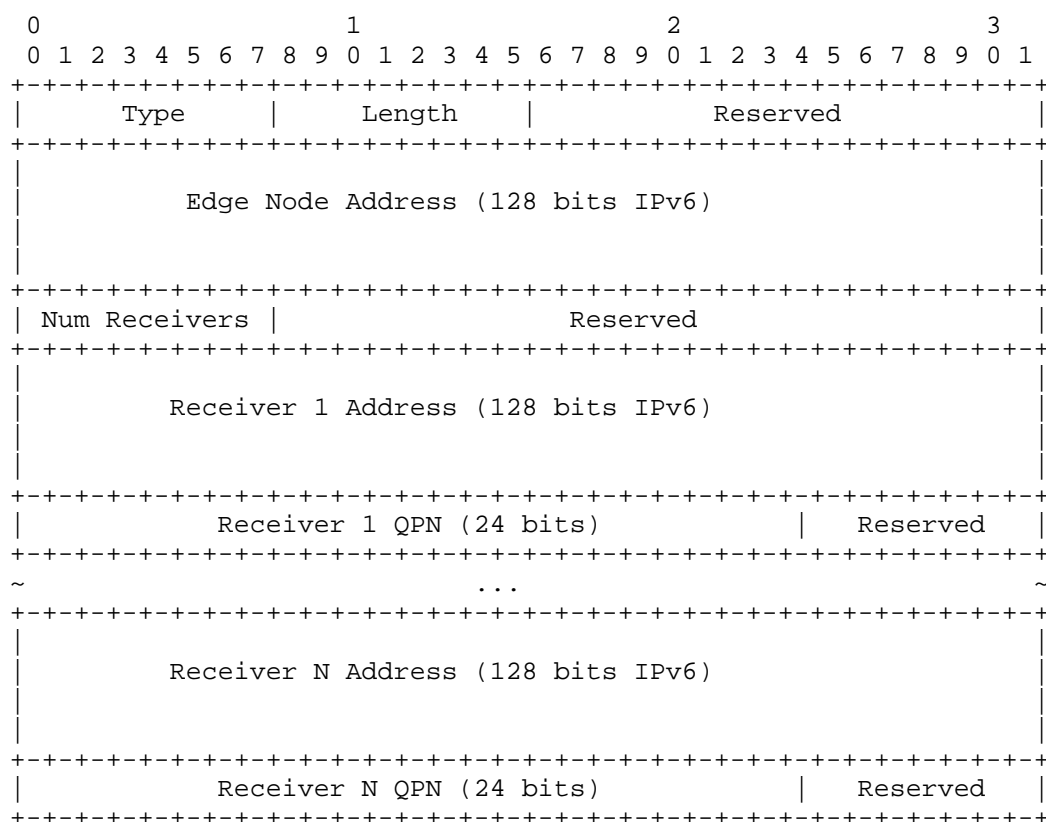 0                   1                   2                   3
 0 1 2 3 4 5 6 7 8 9 0 1 2 3 4 5 6 7 8 9 0 1 2 3 4 5 6 7 8 9 0 1
+-+-+-+-+-+-+-+-+-+-+-+-+-+-+-+-+-+-+-+-+-+-+-+-+-+-+-+-+-+-+-+-+
|      Type     |     Length    |           Reserved            |
+-+-+-+-+-+-+-+-+-+-+-+-+-+-+-+-+-+-+-+-+-+-+-+-+-+-+-+-+-+-+-+-+
|                                                               |
|          Edge Node Address (128 bits IPv6)                    |
|                                                               |
|                                                               |
+-+-+-+-+-+-+-+-+-+-+-+-+-+-+-+-+-+-+-+-+-+-+-+-+-+-+-+-+-+-+-+-+
| Num Receivers |                  Reserved                     |
+-+-+-+-+-+-+-+-+-+-+-+-+-+-+-+-+-+-+-+-+-+-+-+-+-+-+-+-+-+-+-+-+
|                                                               |
|         Receiver 1 Address (128 bits IPv6)                    |
|                                                               |
|                                                               |
+-+-+-+-+-+-+-+-+-+-+-+-+-+-+-+-+-+-+-+-+-+-+-+-+-+-+-+-+-+-+-+-+
|            Receiver 1 QPN (24 bits)            |   Reserved   |
+-+-+-+-+-+-+-+-+-+-+-+-+-+-+-+-+-+-+-+-+-+-+-+-+-+-+-+-+-+-+-+-+
~                            ...                                ~
+-+-+-+-+-+-+-+-+-+-+-+-+-+-+-+-+-+-+-+-+-+-+-+-+-+-+-+-+-+-+-+-+
|                                                               |
|         Receiver N Address (128 bits IPv6)                    |
|                                                               |
|                                                               |
+-+-+-+-+-+-+-+-+-+-+-+-+-+-+-+-+-+-+-+-+-+-+-+-+-+-+-+-+-+-+-+-+
|            Receiver N QPN (24 bits)            |   Reserved   |
+-+-+-+-+-+-+-+-+-+-+-+-+-+-+-+-+-+-+-+-+-+-+-+-+-+-+-+-+-+-+-+-+